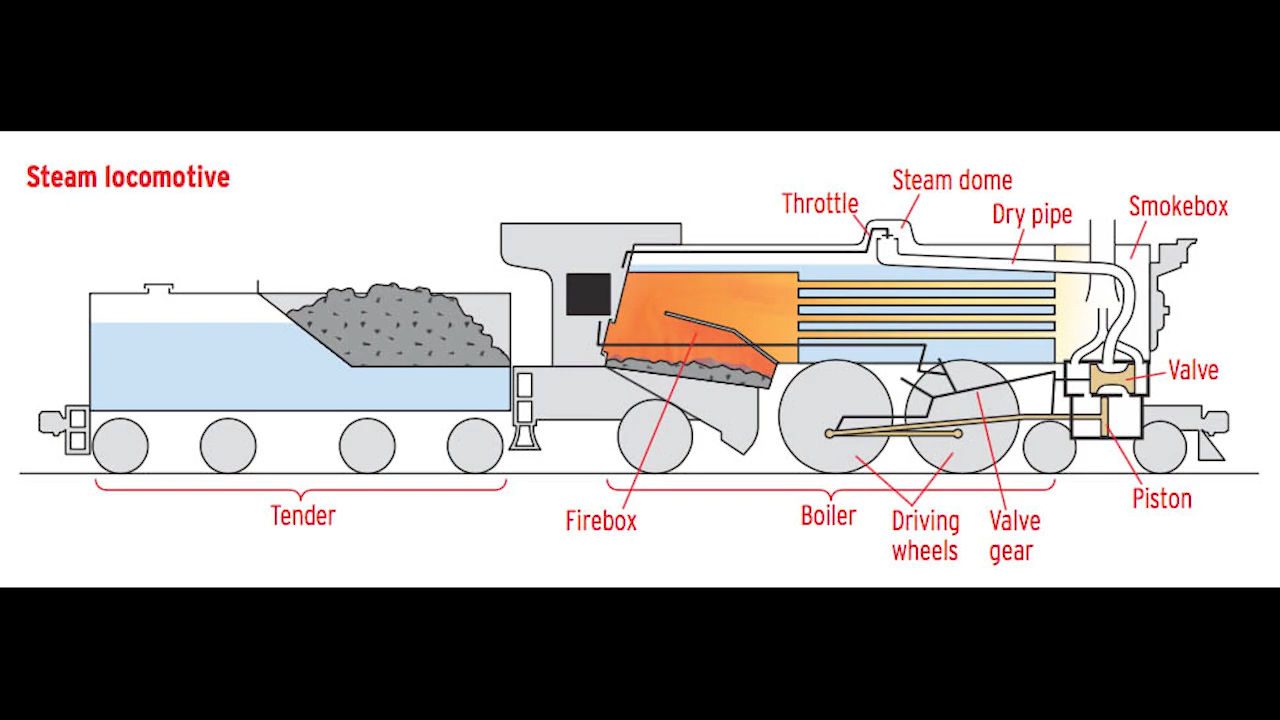 Steam locomotive
Throttle
Steam dome
Dry pipe
Smokebox
Valve
Piston
Tender
Firebox
Boiler
Driving
wheels
Valve
gear